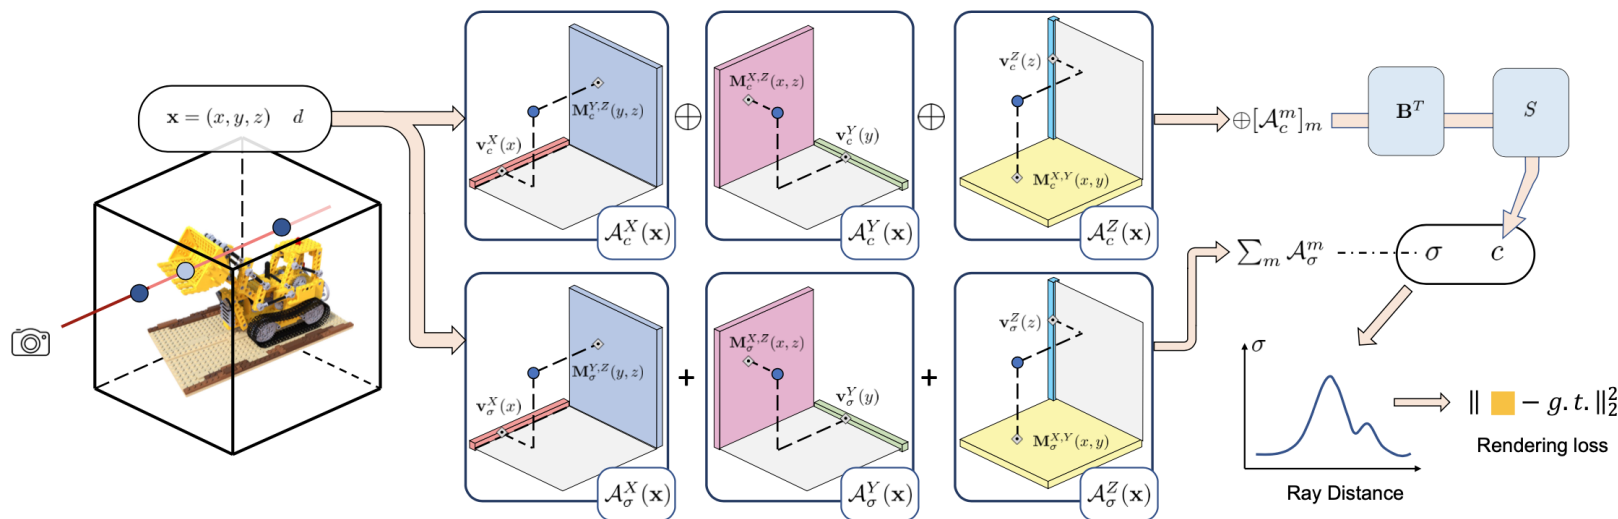 x = (x, y, z) d
v_c^X(x)
M_c^{Y,Z}(y, z)
A_c^X(x)
⊕
M_c^{X,Z}(x, z)
v_c^Y(y)
A_c^Y(x)
⊕
v_c^Z(z)
M_c^{X,Y}(x, y)
A_c^Z(x)
⊕[A_c^m]_m
B^T
S
v_σ^X(x)
M_σ^{Y,Z}(y, z)
A_σ^X(x)
+
M_σ^{X,Z}(x, z)
v_σ^Y(y)
A_σ^Y(x)
+
v_σ^Z(z)
M_σ^{X,Y}(x, y)
A_σ^Z(x)
∑_m A_σ^m
σ c
σ
Ray Distance
‖ − g.t.‖_2^2
Rendering loss